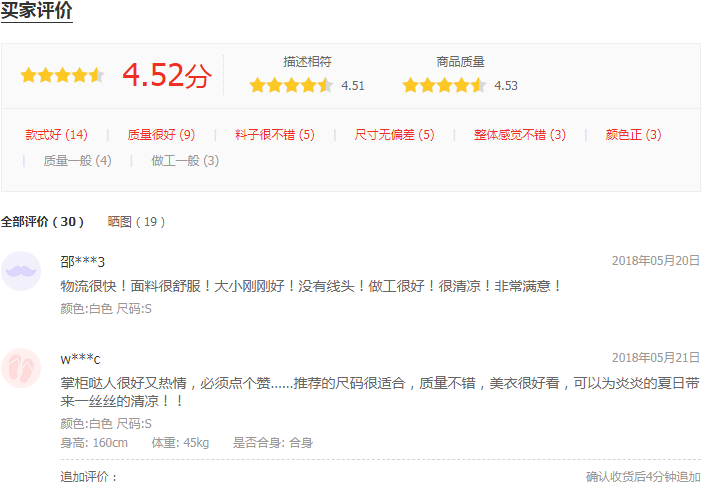 买家评价
4.52分
描述相符
4.51
商品质量
4.53
款式好 (14) | 质量很好 (9) | 料子很不错 (5) | 尺寸无偏差 (5) | 整体感觉不错 (3) | 颜色正 (3)
| 质量一般 (4) | 做工一般 (3)
全部评价 ( 30 ) 晒图 ( 19 )
邵***3 2018年05月20日
物流很快！面料很舒服！大小刚刚好！没有线头！做工很好！很清凉！非常满意！
颜色:白色 尺码:S
w***c 2018年05月21日
掌柜哒人很好又热情，必须点个赞......推荐的尺码很适合，质量不错，美衣很好看，可以为炎炎的夏日带
来一丝丝的清凉！！
颜色:白色 尺码:S
身高: 160cm 体重: 45kg 是否合身: 合身
追加评价： 确认收货后4分钟追加